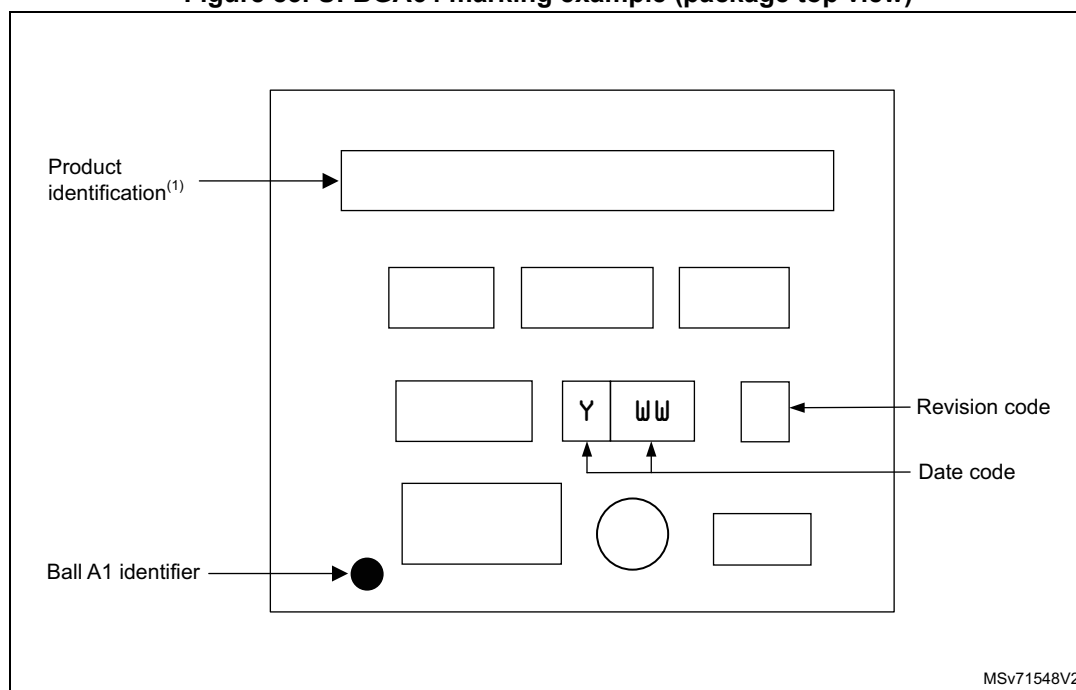 Product
identification(1)
Y WW
Revision code
Date code
Ball A1 identifier
MSv71548V2